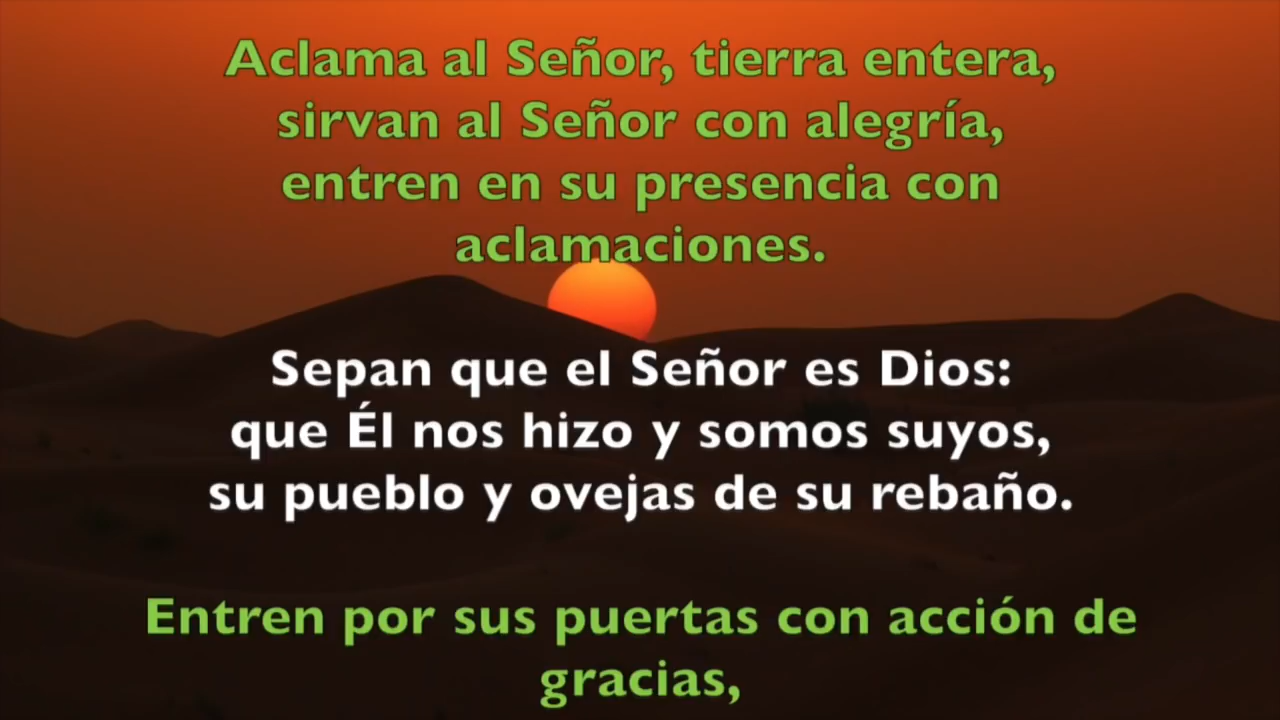 Aclama al Señor, tierra entera,
sirvan al Señor con alegría,
entren en su presencia con
aclamaciones.
Sepan que el Señor es Dios:
que Él nos hizo y somos suyos,
su pueblo y ovejas de su rebaño.
Entren por sus puertas con acción de
gracias,